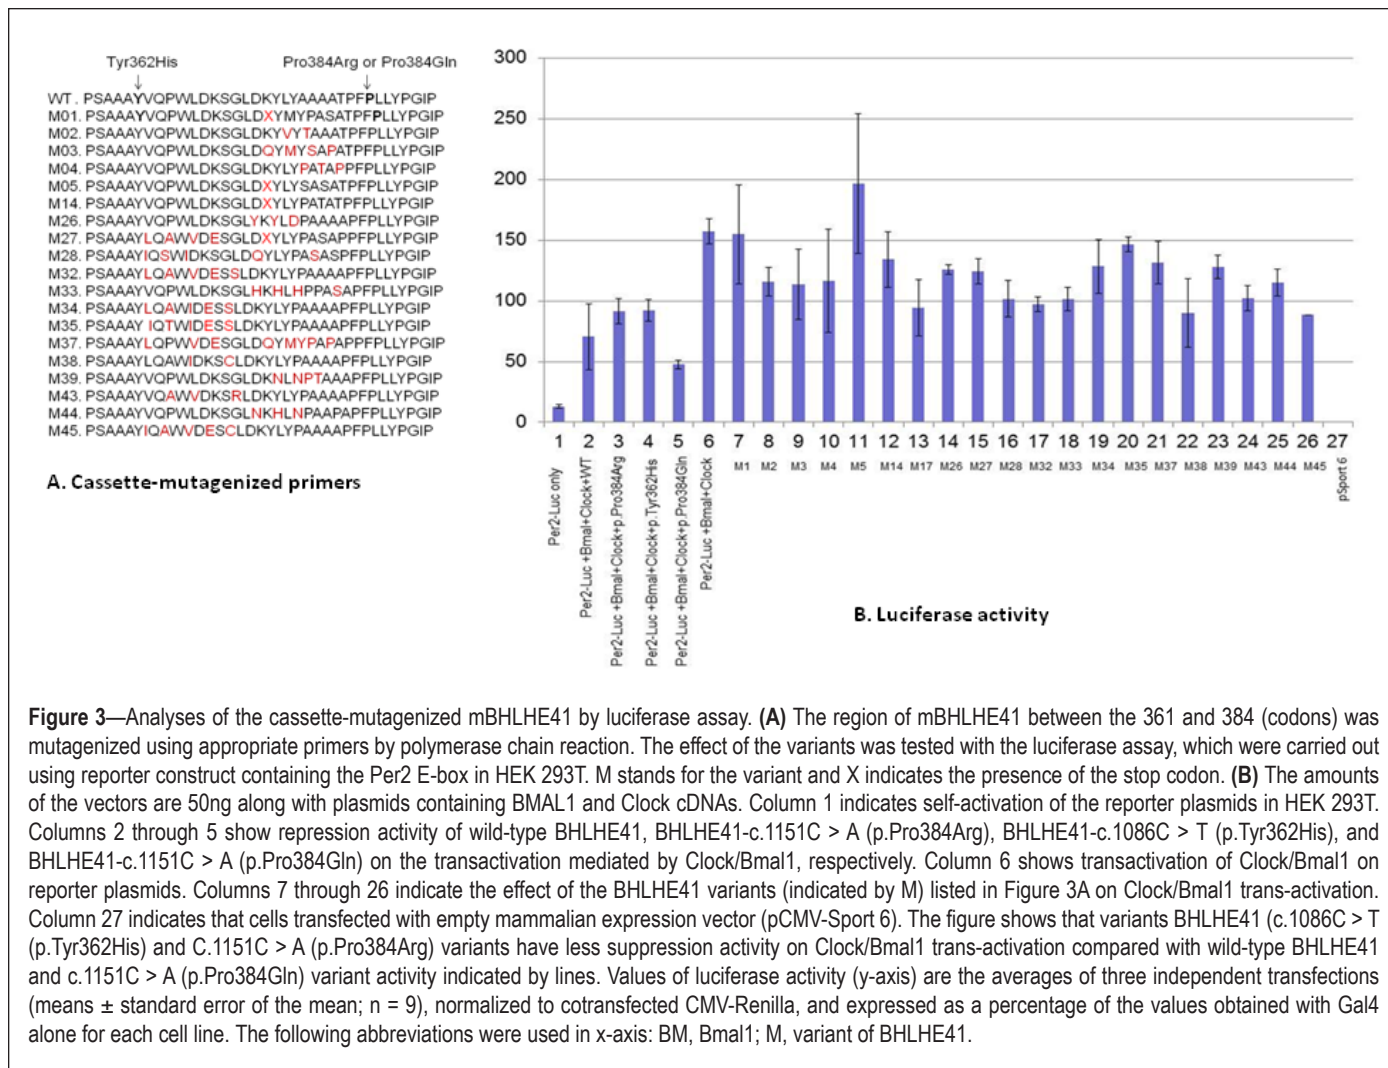 Tyr362His Pro384Arg or Pro384Gln
WT . PSAAAYVQPWLDKSGLDKYLYAAAATPFPLLYPGIP
M01. PSAAAYVQPWLDKSGLDXYMYPASATPFPLLYPGIP
M02. PSAAAYVQPWLDKSGLDKYVYTAAATPFPLLYPGIP
M03. PSAAAYVQPWLDKSGLDQYMYSAPATPFPLLYPGIP
M04. PSAAAYVQPWLDKSGLDKYLYPATAPPFPLLYPGIP
M05. PSAAAYVQPWLDKSGLDXYLYSASATPFPLLYPGIP
M14. PSAAAYVQPWLDKSGLDXYLYPATATPFPLLYPGIP
M26. PSAAAYVQPWLDKSGLYKYLDPAAAAPFPLLYPGIP
M27. PSAAAYLQAWVDESGLDXYLYPASAPPFPLLYPGIP
M28. PSAAAYIQSWIDKSGLDQYLYPAASASPFPLLYPGIP
M32. PSAAAYLQAWVDESSLDKYLYPAAAAPFPLLYPGIP
M33. PSAAAYVQPWLDKSGLHKHLHPPASAPFPLLYPGIP
M34. PSAAAYLQAWIDESSLDKYLYPAAAAPFPLLYPGIP
M35. PSAAAY IQTWIDESSLDKYLYPAAAAPFPLLYPGIP
M37. PSAAAYLQPWVDESGLDQYMYPAPAPPFPLLYPGIP
M38. PSAAAYLQAWIDKSCLDKYLYPAAAAPFPLLYPGIP
M39. PSAAAYVQPWLDKSGLDKNLNPTAAAPFPLLYPGIP
M43. PSAAAYVQAWVDKSRLDKYLYPAAAAPFPLLYPGIP
M44. PSAAAYVQPWLDKSGLNKHLNPAAPAPFPLLYPGIP
M45. PSAAAYIQAWVDESCLDKYLYPAAAAPFPLLYPGIP
A. Cassette-mutagenized primers
300
250
200
150
100
50
0
1 2 3 4 5 6 7 8 9 10 11 12 13 14 15 16 17 18 19 20 21 22 23 24 25 26 27
Per2-Luc only
Per2-Luc +Bmal+Clock+WT
Per2-Luc +Bmal+Clock+p.Pro384Arg
Per2-Luc +Bmal+Clock+p.Tyr362His
Per2-Luc +Bmal+Clock+p.Pro384Gln
Per2-Luc +Bmal+Clock
M1 M2 M3 M4 M5 M14 M17 M26 M27 M28 M32 M33 M34 M35 M37 M38 M39 M43 M44 M45
pSport 6
B. Luciferase activity
Figure 3—Analyses of the cassette-mutagenized mBHLHE41 by luciferase assay. (A) The region of mBHLHE41 between the 361 and 384 (codons) was
mutagenized using appropriate primers by polymerase chain reaction. The effect of the variants was tested with the luciferase assay, which were carried out
using reporter construct containing the Per2 E-box in HEK 293T. M stands for the variant and X indicates the presence of the stop codon. (B) The amounts
of the vectors are 50ng along with plasmids containing BMAL1 and Clock cDNAs. Column 1 indicates self-activation of the reporter plasmids in HEK 293T.
Columns 2 through 5 show repression activity of wild-type BHLHE41, BHLHE41-c.1151C > A (p.Pro384Arg), BHLHE41-c.1086C > T (p.Tyr362His), and
BHLHE41-c.1151C > A (p.Pro384Gln) on the transactivation mediated by Clock/Bmal1, respectively. Column 6 shows transactivation of Clock/Bmal1 on
reporter plasmids. Columns 7 through 26 indicate the effect of the BHLHE41 variants (indicated by M) listed in Figure 3A on Clock/Bmal1 trans-activation.
Column 27 indicates that cells transfected with empty mammalian expression vector (pCMV-Sport 6). The figure shows that variants BHLHE41 (c.1086C > T
(p.Tyr362His) and C.1151C > A (p.Pro384Arg) variants have less suppression activity on Clock/Bmal1 trans-activation compared with wild-type BHLHE41
and c.1151C > A (p.Pro384Gln) variant activity indicated by lines. Values of luciferase activity (y-axis) are the averages of three independent transfections
(means ± standard error of the mean; n = 9), normalized to cotransfected CMV-Renilla, and expressed as a percentage of the values obtained with Gal4
alone for each cell line. The following abbreviations were used in x-axis: BM, Bmal1; M, variant of BHLHE41.